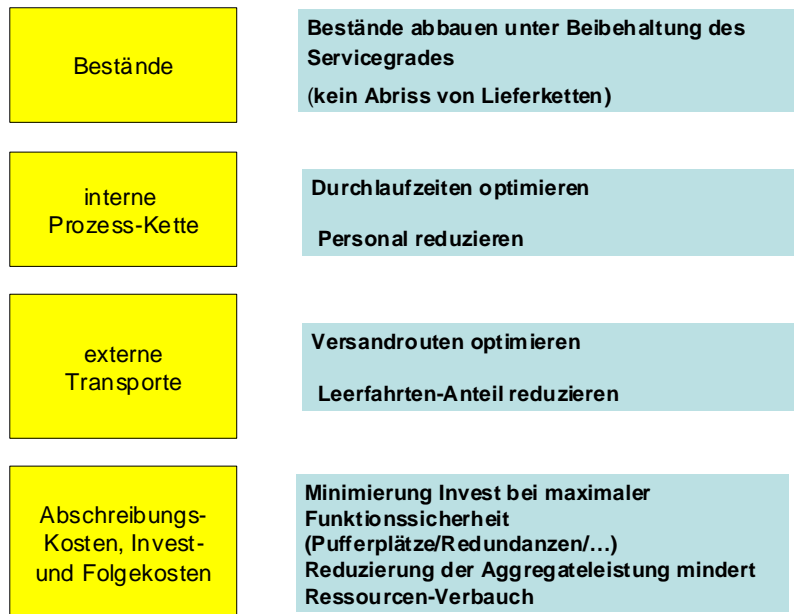 Bestände
Bestände abbauen unter Beibehaltung des
Servicegrades
(kein Abriss von Lieferketten)
interne
Prozess-Kette
Durchlaufzeiten optimieren
Personal reduzieren
externe
Transporte
Versandrouten optimieren
Leerfahrten-Anteil reduzieren
Abschreibungs-
Kosten, Invest-
und Folgekosten
Minimierung Invest bei maximaler
Funktionssicherheit
(Pufferplätze/Redundanzen/…)
Reduzierung der Aggregateleistung mindert
Ressourcen-Verbauch